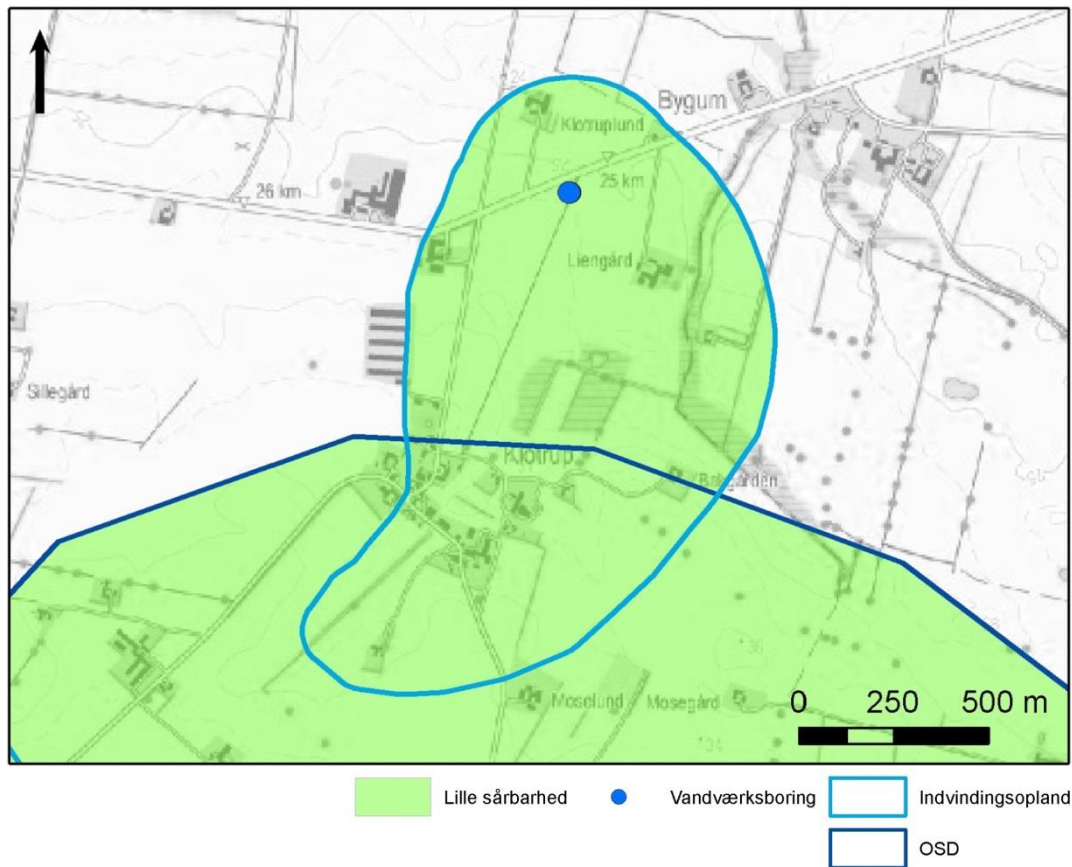 Bygum
Klotruplund
25 km
26 km
Liengård
Sillegård
Klotrup
Bakgården
Moselund
Mosegård
0 250 500 m
Lille sårbarhed
Vandværksboring
Indvindingsopland
OSD